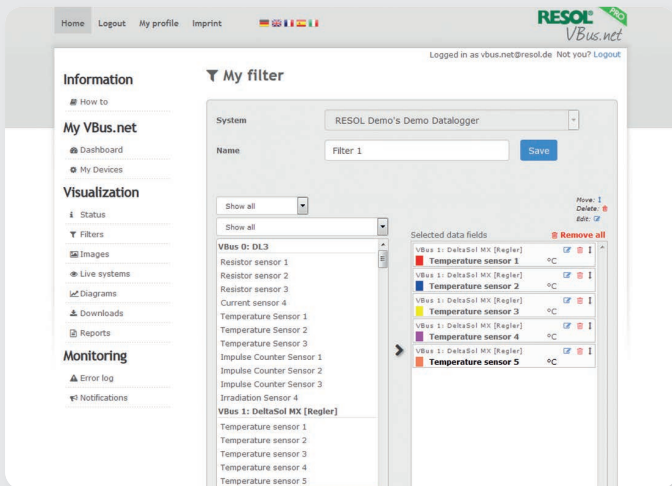 Home Logout My profile Imprint
RESOL® PRO
VBus.net
Logged in as vbus.net@resol.de Not you? Logout
Information
How to
My VBus.net
Dashboard
My Devices
Visualization
Status
Filters
Images
Live systems
Diagrams
Downloads
Reports
Monitoring
Error log
Notifications
My filter
System RESOL Demo's Demo Datalogger
Name Filter 1 Save
Show all
Show all
VBus 0: DL3
Resistor sensor 1
Resistor sensor 2
Resistor sensor 3
Current sensor 4
Temperature Sensor 1
Temperature Sensor 2
Temperature Sensor 3
Impulse Counter Sensor 1
Impulse Counter Sensor 2
Impulse Counter Sensor 3
Irradiation Sensor 4
VBus 1: DeltaSol MX [Regler]
Temperature sensor 1
Temperature sensor 2
Temperature sensor 3
Temperature sensor 4
Temperature sensor 5
Move:
Delete:
Edit:
Selected data fields Remove all
VBus 1: DeltaSol MX [Regler]
Temperature sensor 1 °C
VBus 1: DeltaSol MX [Regler]
Temperature sensor 2 °C
VBus 1: DeltaSol MX [Regler]
Temperature sensor 3 °C
VBus 1: DeltaSol MX [Regler]
Temperature sensor 4 °C
VBus 1: DeltaSol MX [Regler]
Temperature sensor 5 °C